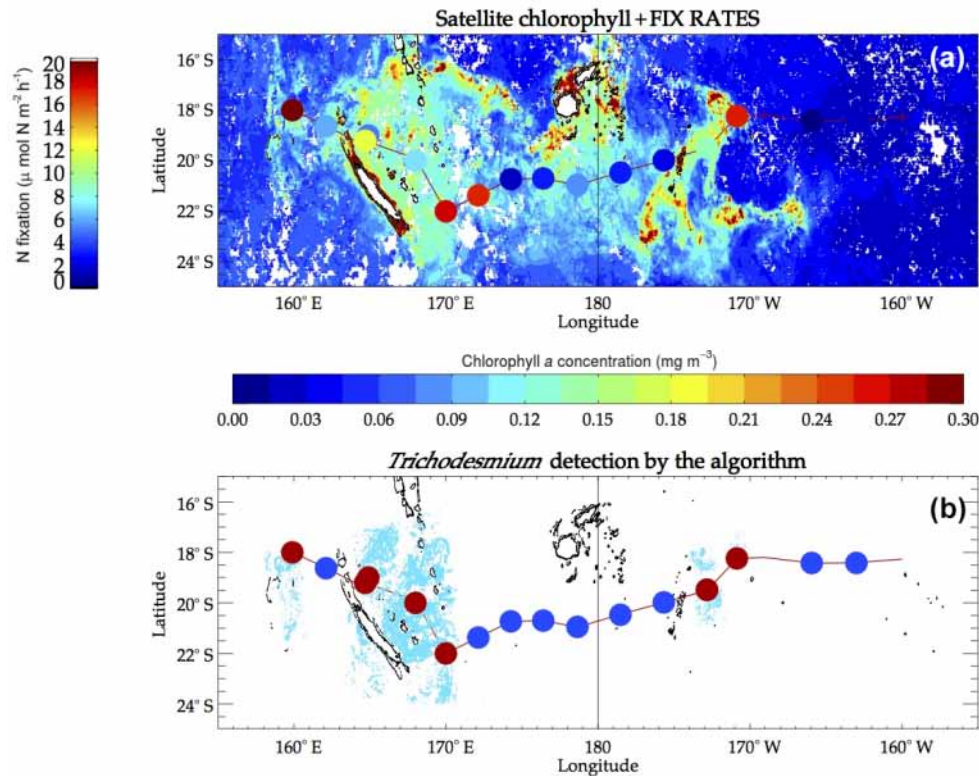 Satellite chlorophyll + FIX RATES
(a)
N fixation (µ mol N m⁻² h⁻¹)
20
18
16
14
12
10
8
6
4
2
0
Latitude
16° S
18° S
20° S
22° S
24° S
160° E 170° E 180 170° W 160° W
Longitude
Chlorophyll a concentration (mg m⁻³)
0.00 0.03 0.06 0.09 0.12 0.15 0.18 0.21 0.24 0.27 0.30
Trichodesmium detection by the algorithm
(b)
Latitude
16° S
18° S
20° S
22° S
24° S
160° E 170° E 180 170° W 160° W
Longitude